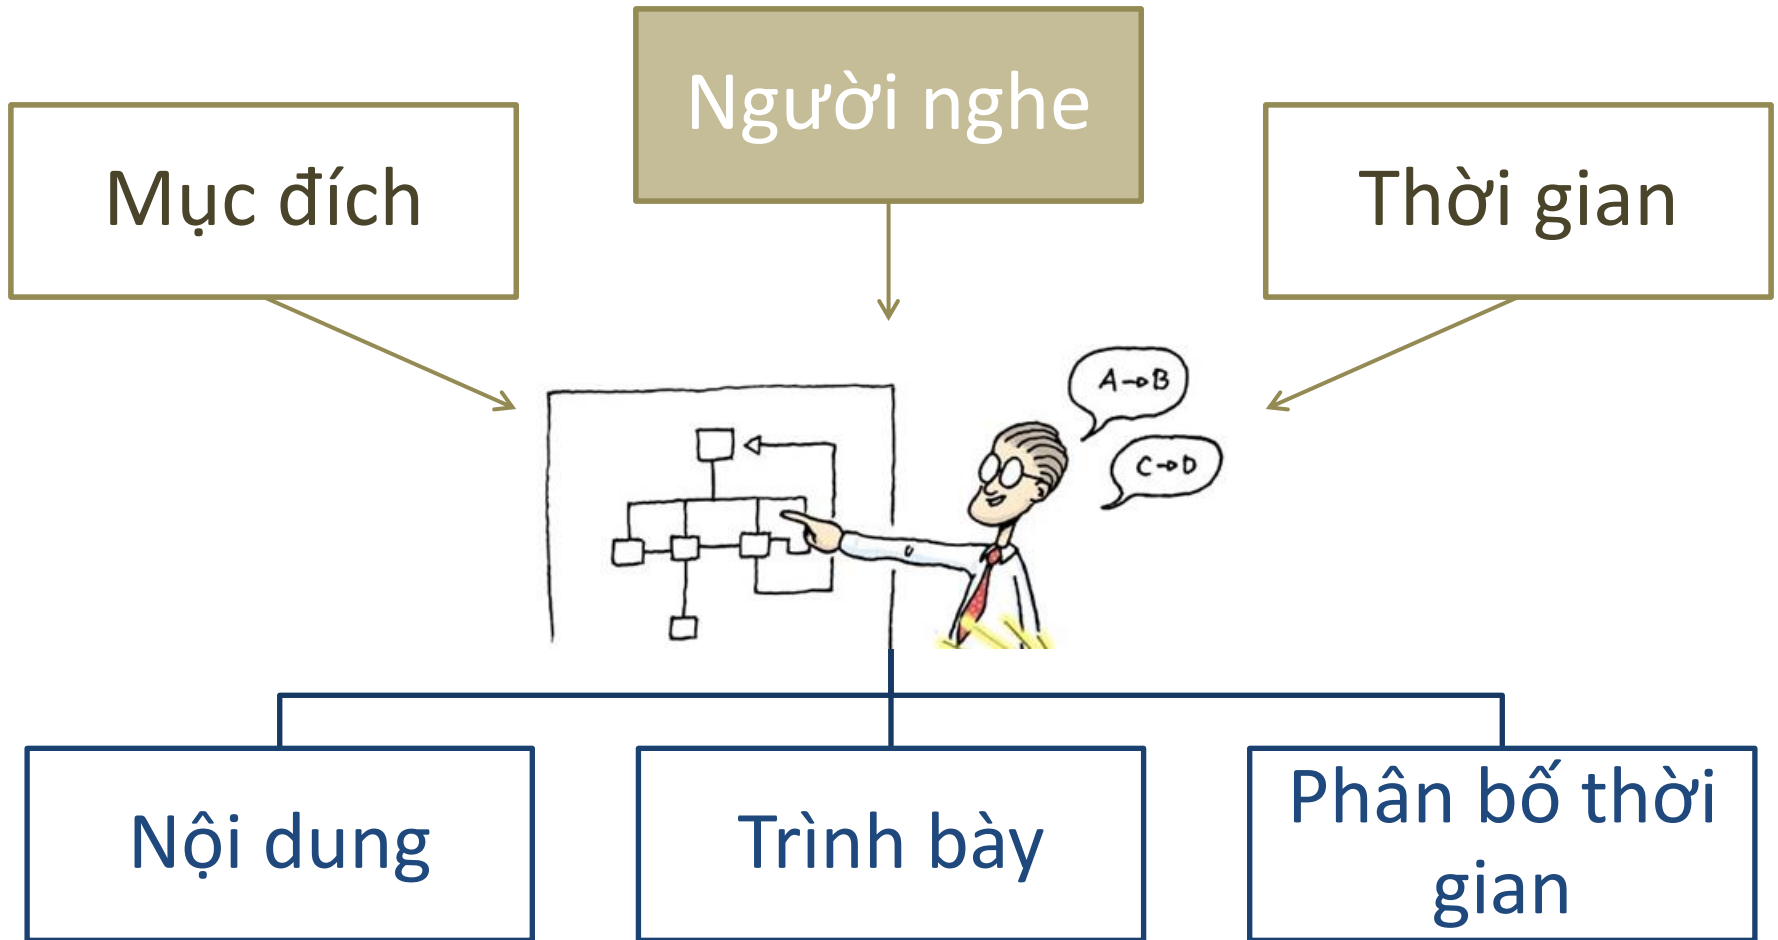 Người nghe
Mục đích
Thời gian
A→B
C→D
Nội dung
Trình bày
Phân bố thời
gian